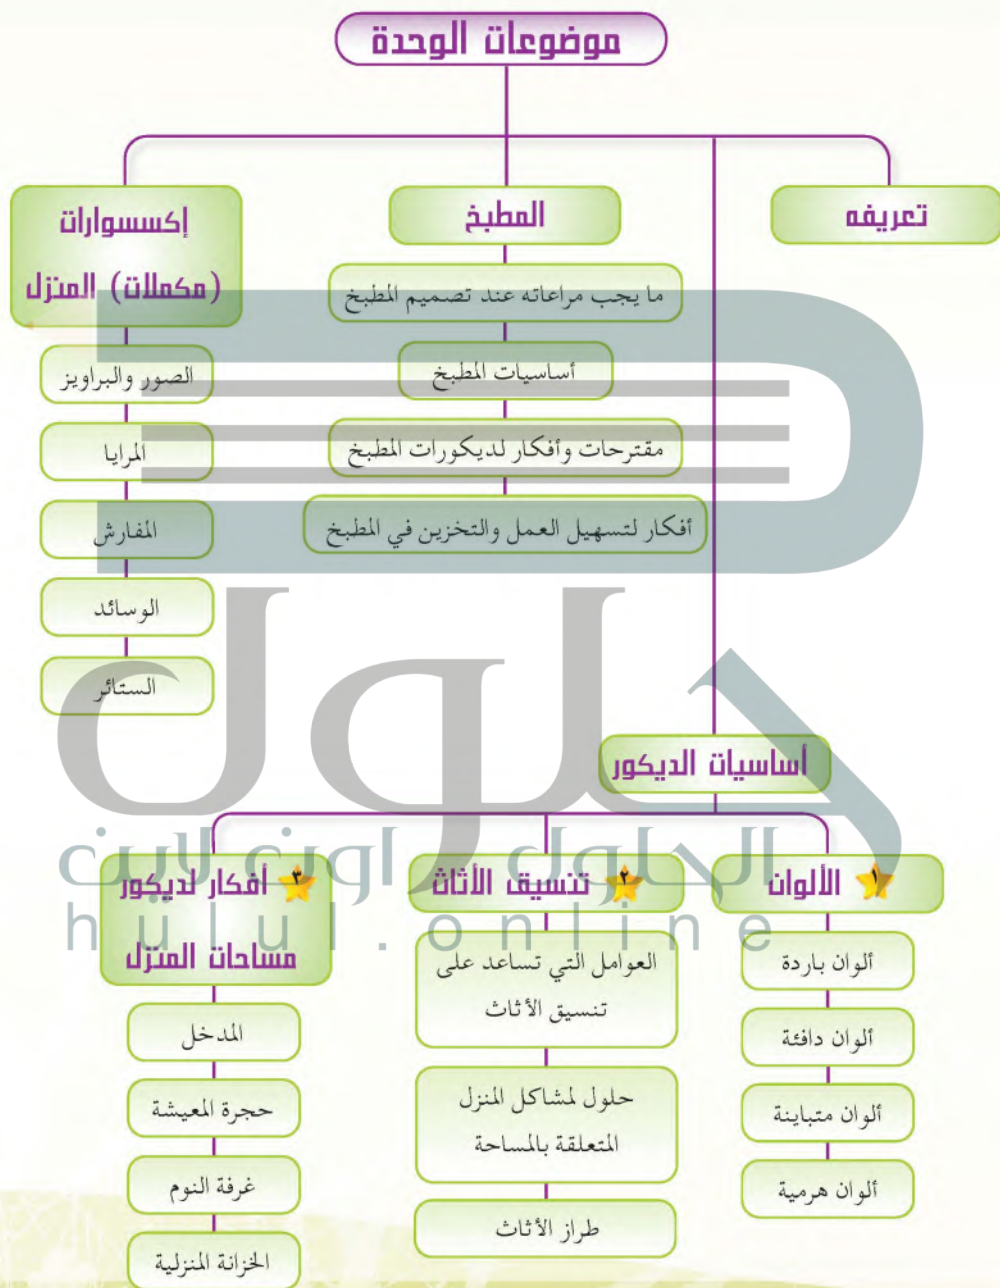 موضوعات الوحدة
تعريفه
المطبخ
ما يجب مراعاته عند تصميم المطبخ
أساسيات المطبخ
مقترحات وأفكار لديكورات المطبخ
أفكار لتسهيل العمل والتخزين في المطبخ
إكسسوارات
(مكملات) المنزل
الصور والبراويز
المرايا
المفارش
الوسائد
الستائر
أساسيات الديكور
١ الألوان
ألوان باردة
ألوان دافئة
ألوان متباينة
ألوان هرمية
٢ تنسيق الأثاث
العوامل التي تساعد على
تنسيق الأثاث
حلول لمشاكل المنزل
المتعلقة بالمساحة
طراز الأثاث
٣ أفكار لديكور
مساحات المنزل
المدخل
حجرة المعيشة
غرفة النوم
الخزانة المنزلية
حلول
الحلول اون لاين
hulul.online